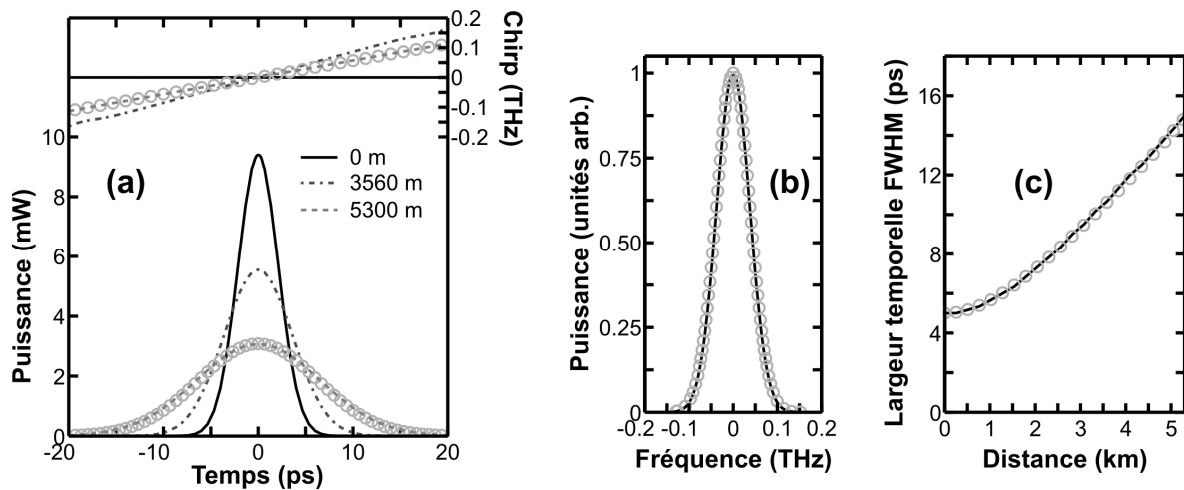 0.2
0.1
0
-0.1
-0.2
Chirp (THz)
10
8
6
4
2
0
Puissance (mW)
(a)
0 m
3560 m
5300 m
-20
-10
0
10
20
Temps (ps)
1
0.75
0.50
0.25
0
Puissance (unités arb.)
(b)
-0.2
-0.1
0
0.1
0.2
Fréquence (THz)
16
12
8
4
0
Largeur temporelle FWHM (ps)
(c)
0
1
2
3
4
5
Distance (km)